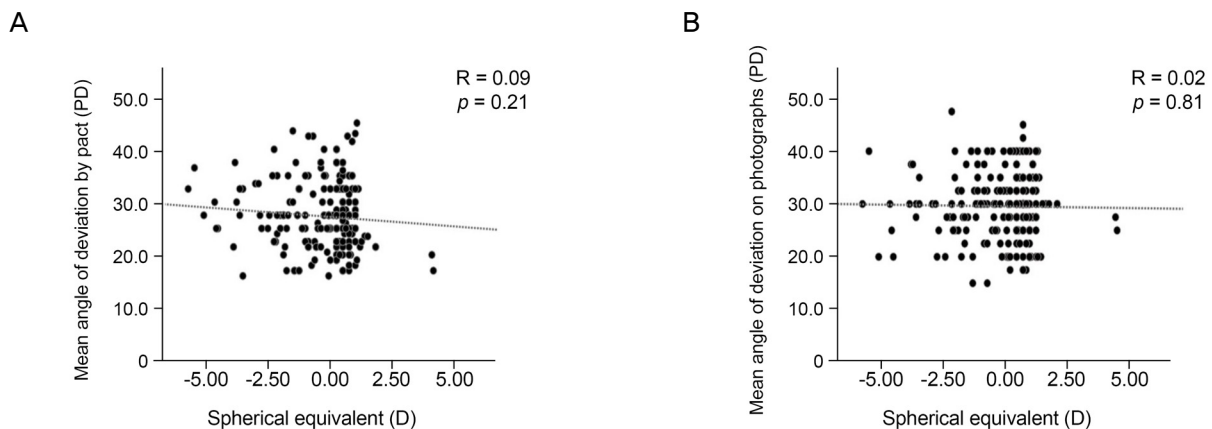 A
Mean angle of deviation by pact (PD)
50.0
40.0
30.0
20.0
10.0
0
-5.00 -2.50 0.00 2.50 5.00
Spherical equivalent (D)
R = 0.09
p = 0.21
B
Mean angle of deviation on photographs (PD)
50.0
40.0
30.0
20.0
10.0
0
-5.00 -2.50 0.00 2.50 5.00
Spherical equivalent (D)
R = 0.02
p = 0.81